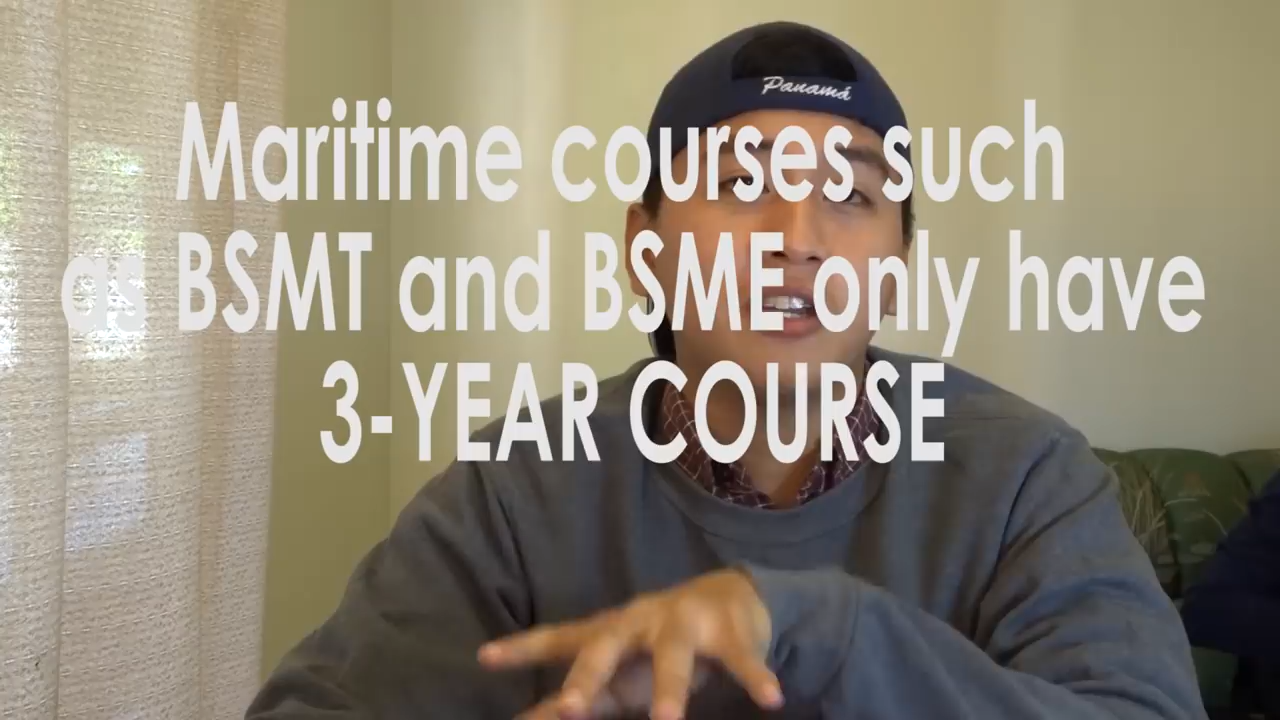 Panamá
Maritime courses such
as BSMT and BSME only have
3-YEAR COURSE